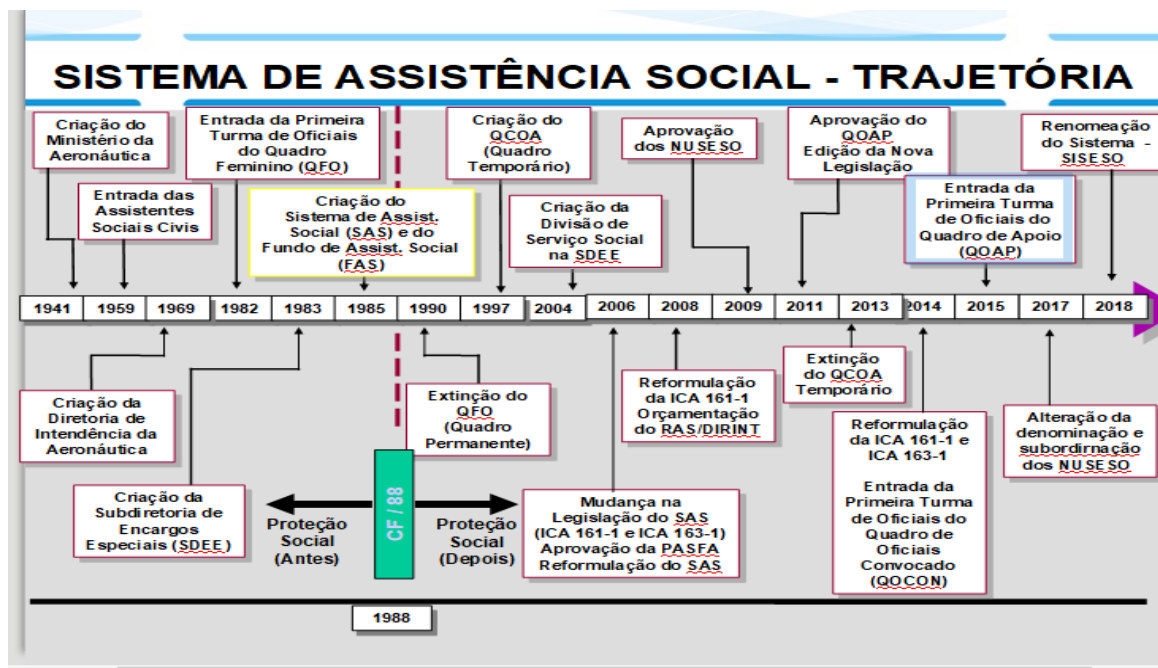 SISTEMA DE ASSISTÊNCIA SOCIAL - TRAJETÓRIA
Criação do
Ministério da
Aeronáutica
Entrada das
Assistentes
Sociais Civis
Entrada da Primeira
Turma de Oficiais
do Quadro
Feminino (QFO)
Criação do
Sistema de Assist.
Social (SAS) e do
Fundo de Assist. Social
(FAS)
Criação do
QCOA
(Quadro
Temporário)
Criação da
Divisão de
Serviço Social
na SDEE
Aprovação
dos NUSESO
Aprovação do
QOAP
Edição da Nova
Legislação
Entrada da
Primeira Turma
de Oficiais do
Quadro de Apoio
(QOAP)
Renomeação
do Sistema -
SISESO
1941 1959 1969 1982 1983 1985 1990 1997 2004 2006 2008 2009 2011 2013 2014 2015 2017 2018
Criação da
Diretoria de
Intendência da
Aeronáutica
Criação da
Subdiretoria de
Encargos
Especiais (SDEE)
Proteção
Social
(Antes)
CF / 88
Proteção
Social
(Depois)
Extinção do
QFO
(Quadro
Permanente)
Mudança na
Legislação do SAS
(ICA 161-1 e ICA 163-1)
Aprovação da PASFA
Reformulação do SAS
Reformulação
da ICA 161-1
Orçamentação
do RAS/DIRINT
Extinção
do QCOA
Temporário
Reformulação
da ICA 161-1 e
ICA 163-1
Entrada da
Primeira Turma
de Oficiais do
Quadro de
Oficiais
Convocado
(QOCON)
Alteração da
denominação e
subordirnação
dos NUSESO
1988